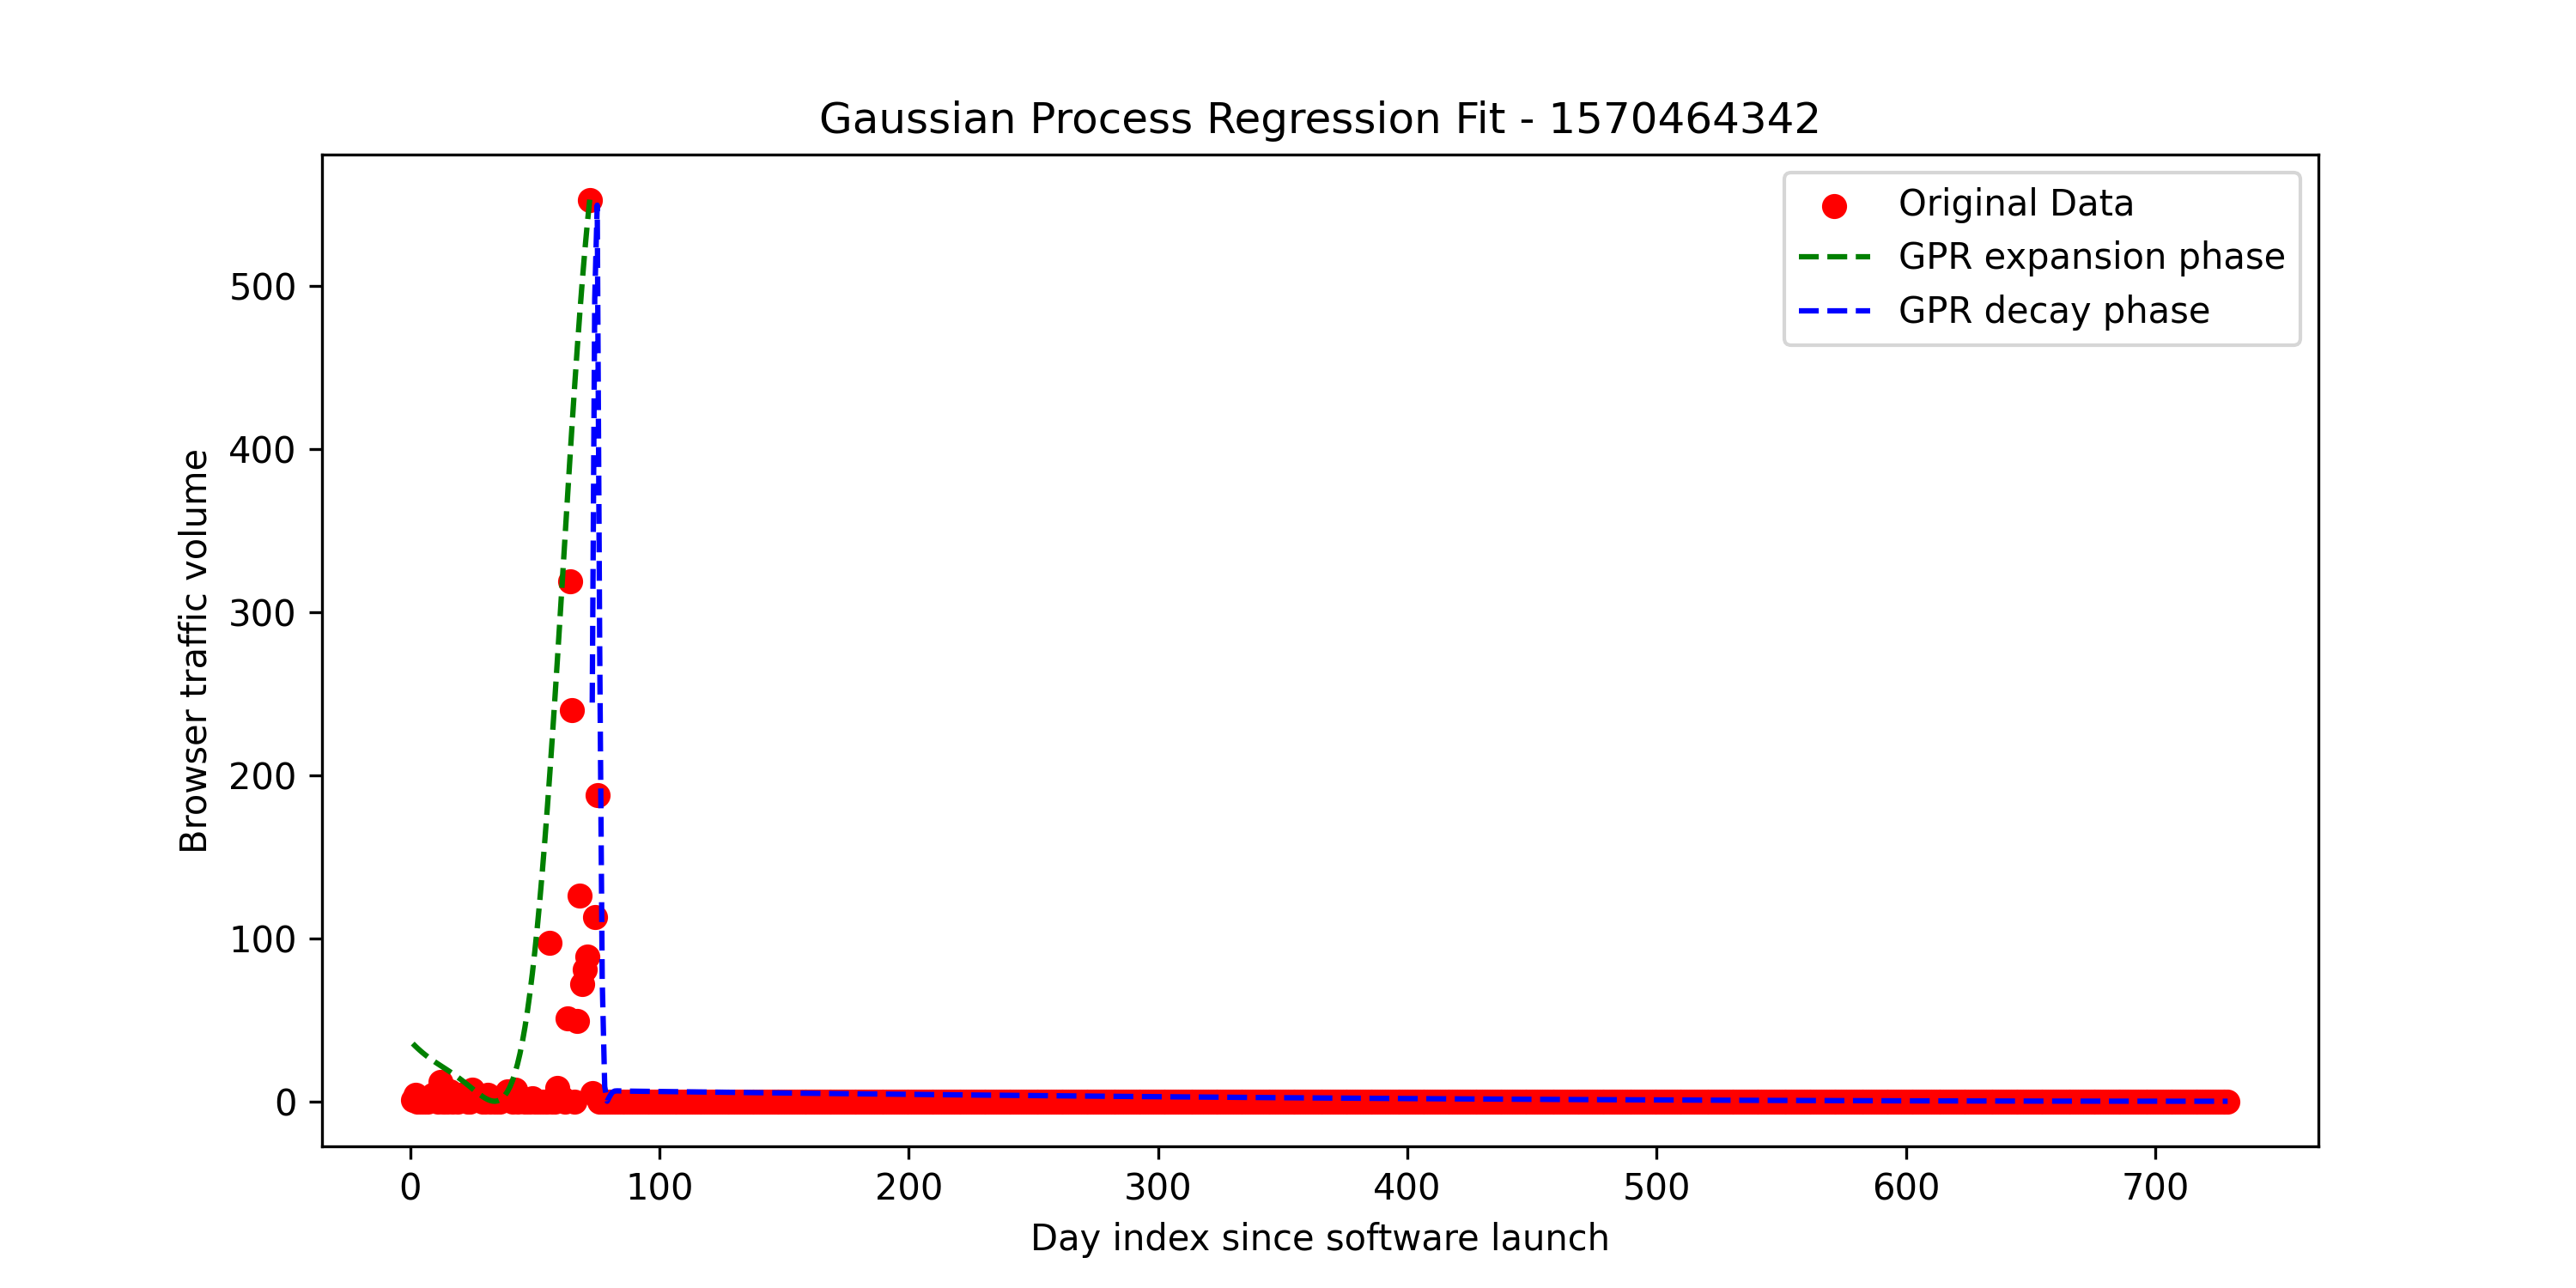 Gaussian Process Regression Fit - 1570464342
Original Data
GPR expansion phase
GPR decay phase
Browser traffic volume
500
400
300
200
100
0
0 100 200 300 400 500 600 700
Day index since software launch